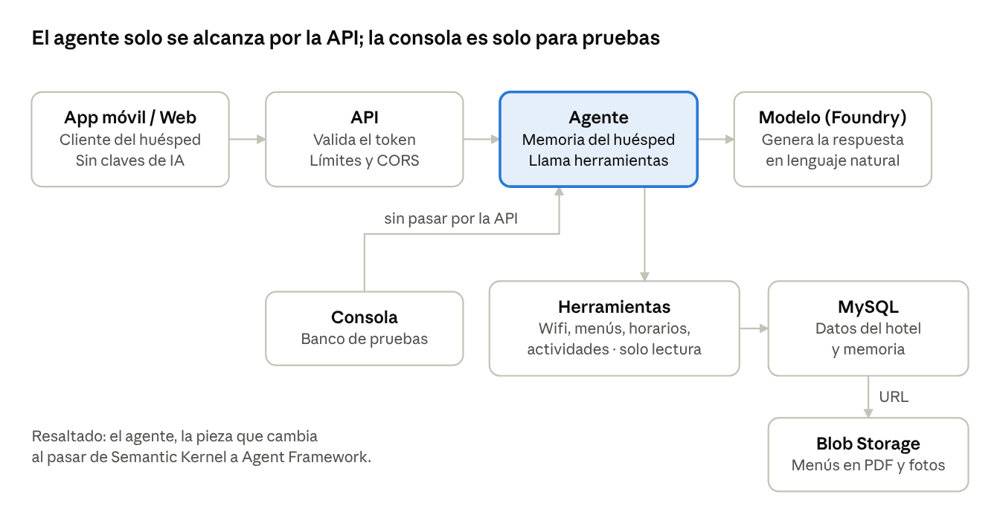 El agente solo se alcanza por la API; la consola es solo para pruebas
App móvil / Web
Cliente del huésped
Sin claves de IA
API
Valida el token
Límites y CORS
Agente
Memoria del huésped
Llama herramientas
Modelo (Foundry)
Genera la respuesta
en lenguaje natural
sin pasar por la API
Consola
Banco de pruebas
Herramientas
Wifi, menús, horarios,
actividades · solo lectura
MySQL
Datos del hotel
y memoria
URL
Blob Storage
Menús en PDF y fotos
Resaltado: el agente, la pieza que cambia
al pasar de Semantic Kernel a Agent Framework.